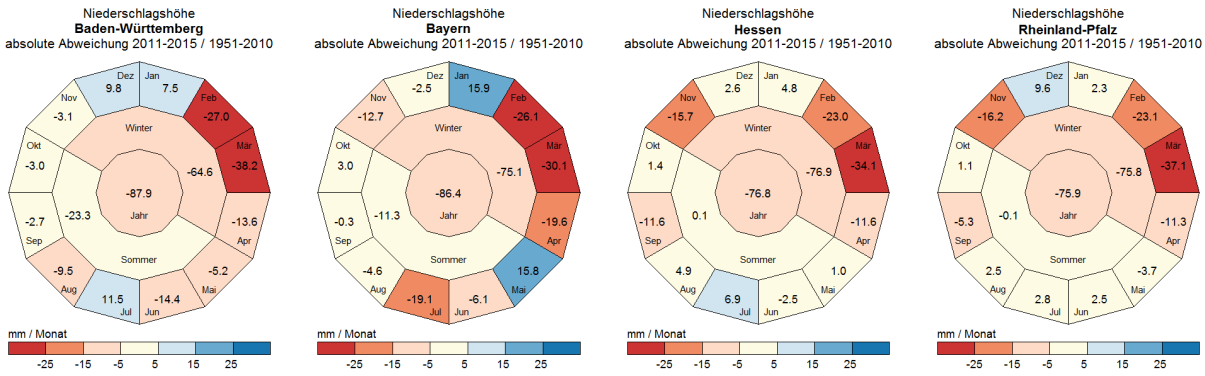 Niederschlagshöhe
Baden-Württemberg
absolute Abweichung 2011-2015 / 1951-2010
Dez
Jan
9.8
7.5
Nov
Feb
-3.1
-27.0
Winter
Okt
Mär
-3.0
-38.2
-64.6
-87.9
Jahr
-23.3
-2.7
-13.6
Sep
Apr
Sommer
-9.5
-5.2
Aug
Mai
11.5
-14.4
Jul
Jun
mm / Monat
-25 -15 -5 5 15 25
Niederschlagshöhe
Bayern
absolute Abweichung 2011-2015 / 1951-2010
Dez
Jan
-2.5
15.9
Nov
Feb
-12.7
-26.1
Winter
Okt
Mär
3.0
-30.1
-75.1
-86.4
Jahr
-11.3
-0.3
-19.6
Sep
Apr
Sommer
-4.6
15.8
Aug
Mai
-19.1
-6.1
Jul
Jun
mm / Monat
-25 -15 -5 5 15 25
Niederschlagshöhe
Hessen
absolute Abweichung 2011-2015 / 1951-2010
Dez
Jan
2.6
4.8
Nov
Feb
-15.7
-23.0
Winter
Okt
Mär
1.4
-34.1
-76.9
-76.8
Jahr
0.1
-11.6
-11.6
Sep
Apr
Sommer
4.9
1.0
Aug
Mai
6.9
-2.5
Jul
Jun
mm / Monat
-25 -15 -5 5 15 25
Niederschlagshöhe
Rheinland-Pfalz
absolute Abweichung 2011-2015 / 1951-2010
Dez
Jan
9.6
2.3
Nov
Feb
-16.2
-23.1
Winter
Okt
Mär
1.1
-37.1
-75.8
-75.9
Jahr
-0.1
-5.3
-11.3
Sep
Apr
Sommer
2.5
-3.7
Aug
Mai
2.8
2.5
Jul
Jun
mm / Monat
-25 -15 -5 5 15 25